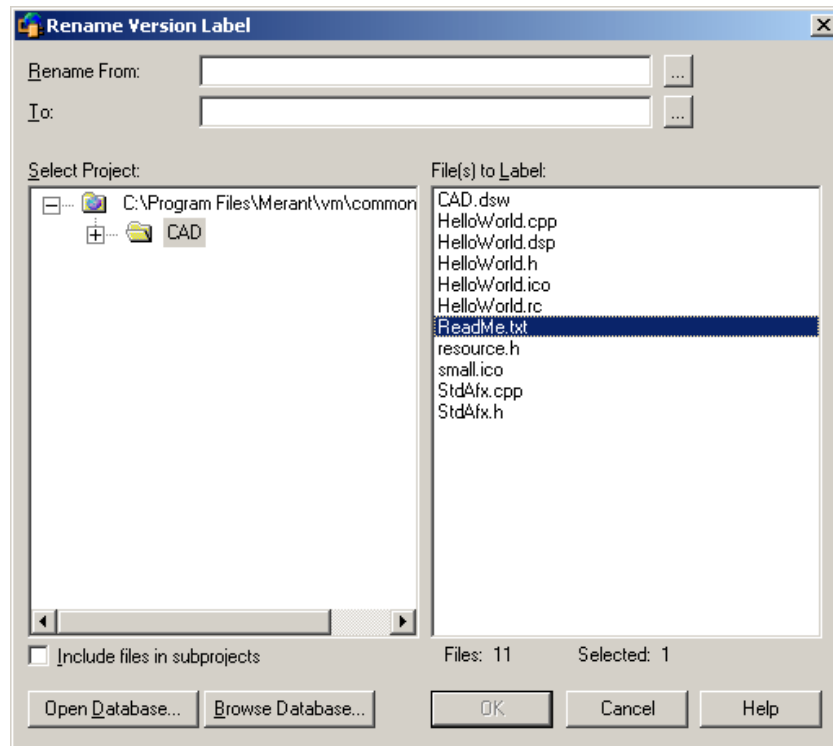 Rename Version Label
Rename From:
...
To:
...
Select Project:
C:\Program Files\Merant\vm\common
CAD
File(s) to Label:
CAD.dsw
HelloWorld.cpp
HelloWorld.dsp
HelloWorld.h
HelloWorld.ico
HelloWorld.rc
ReadMe.txt
resource.h
small.ico
StdAfx.cpp
StdAfx.h
Include files in subprojects
Files: 11 Selected: 1
Open Database... Browse Database... OK Cancel Help